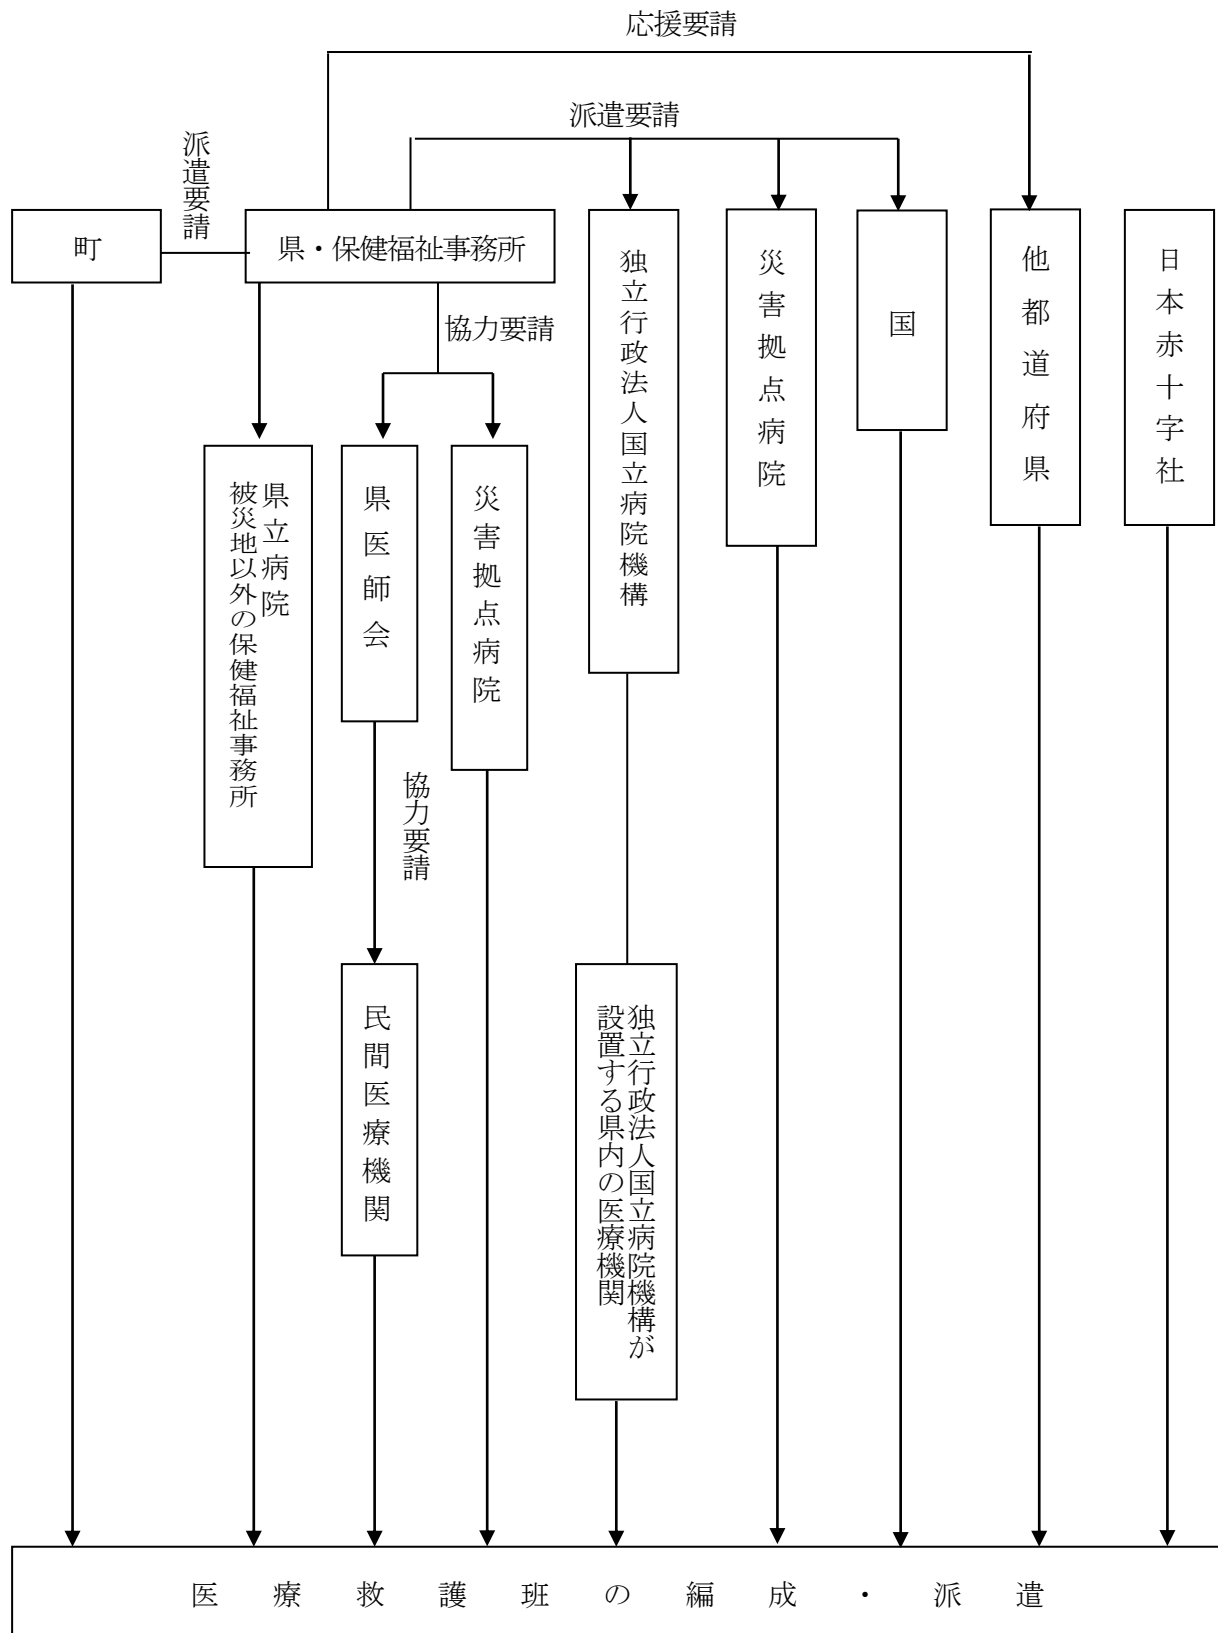 応援要請
派遣要請
派遣要請
町
県・保健福祉事務所
独立行政法人国立病院機構
災害拠点病院
国
他都道府県
日本赤十字社
協力要請
県立病院
被災地以外の保健福祉事務所
県医師会
災害拠点病院
協力要請
民間医療機関
独立行政法人国立病院機構が
設置する県内の医療機関
医療救護班の編成・派遣